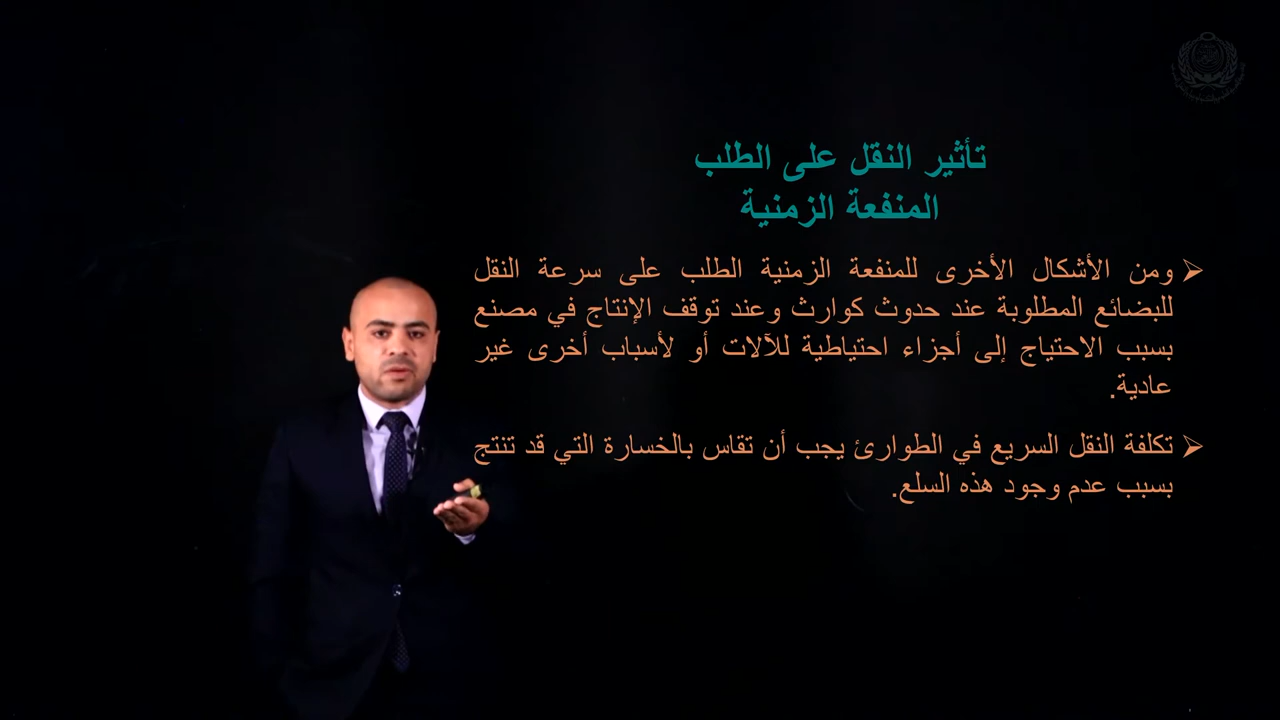 تأثير النقل على الطلب
المنفعة الزمنية
ومن الأشكال الأخرى للمنفعة الزمنية الطلب على سرعة النقل
للبضائع المطلوبة عند حدوث كوارث وعند توقف الإنتاج في مصنع
بسبب الاحتياج إلى أجزاء احتياطية للآلات أو لأسباب أخرى غير
عادية.
تكلفة النقل السريع في الطوارئ يجب أن تقاس بالخسارة التي قد تنتج
بسبب عدم وجود هذه السلع.